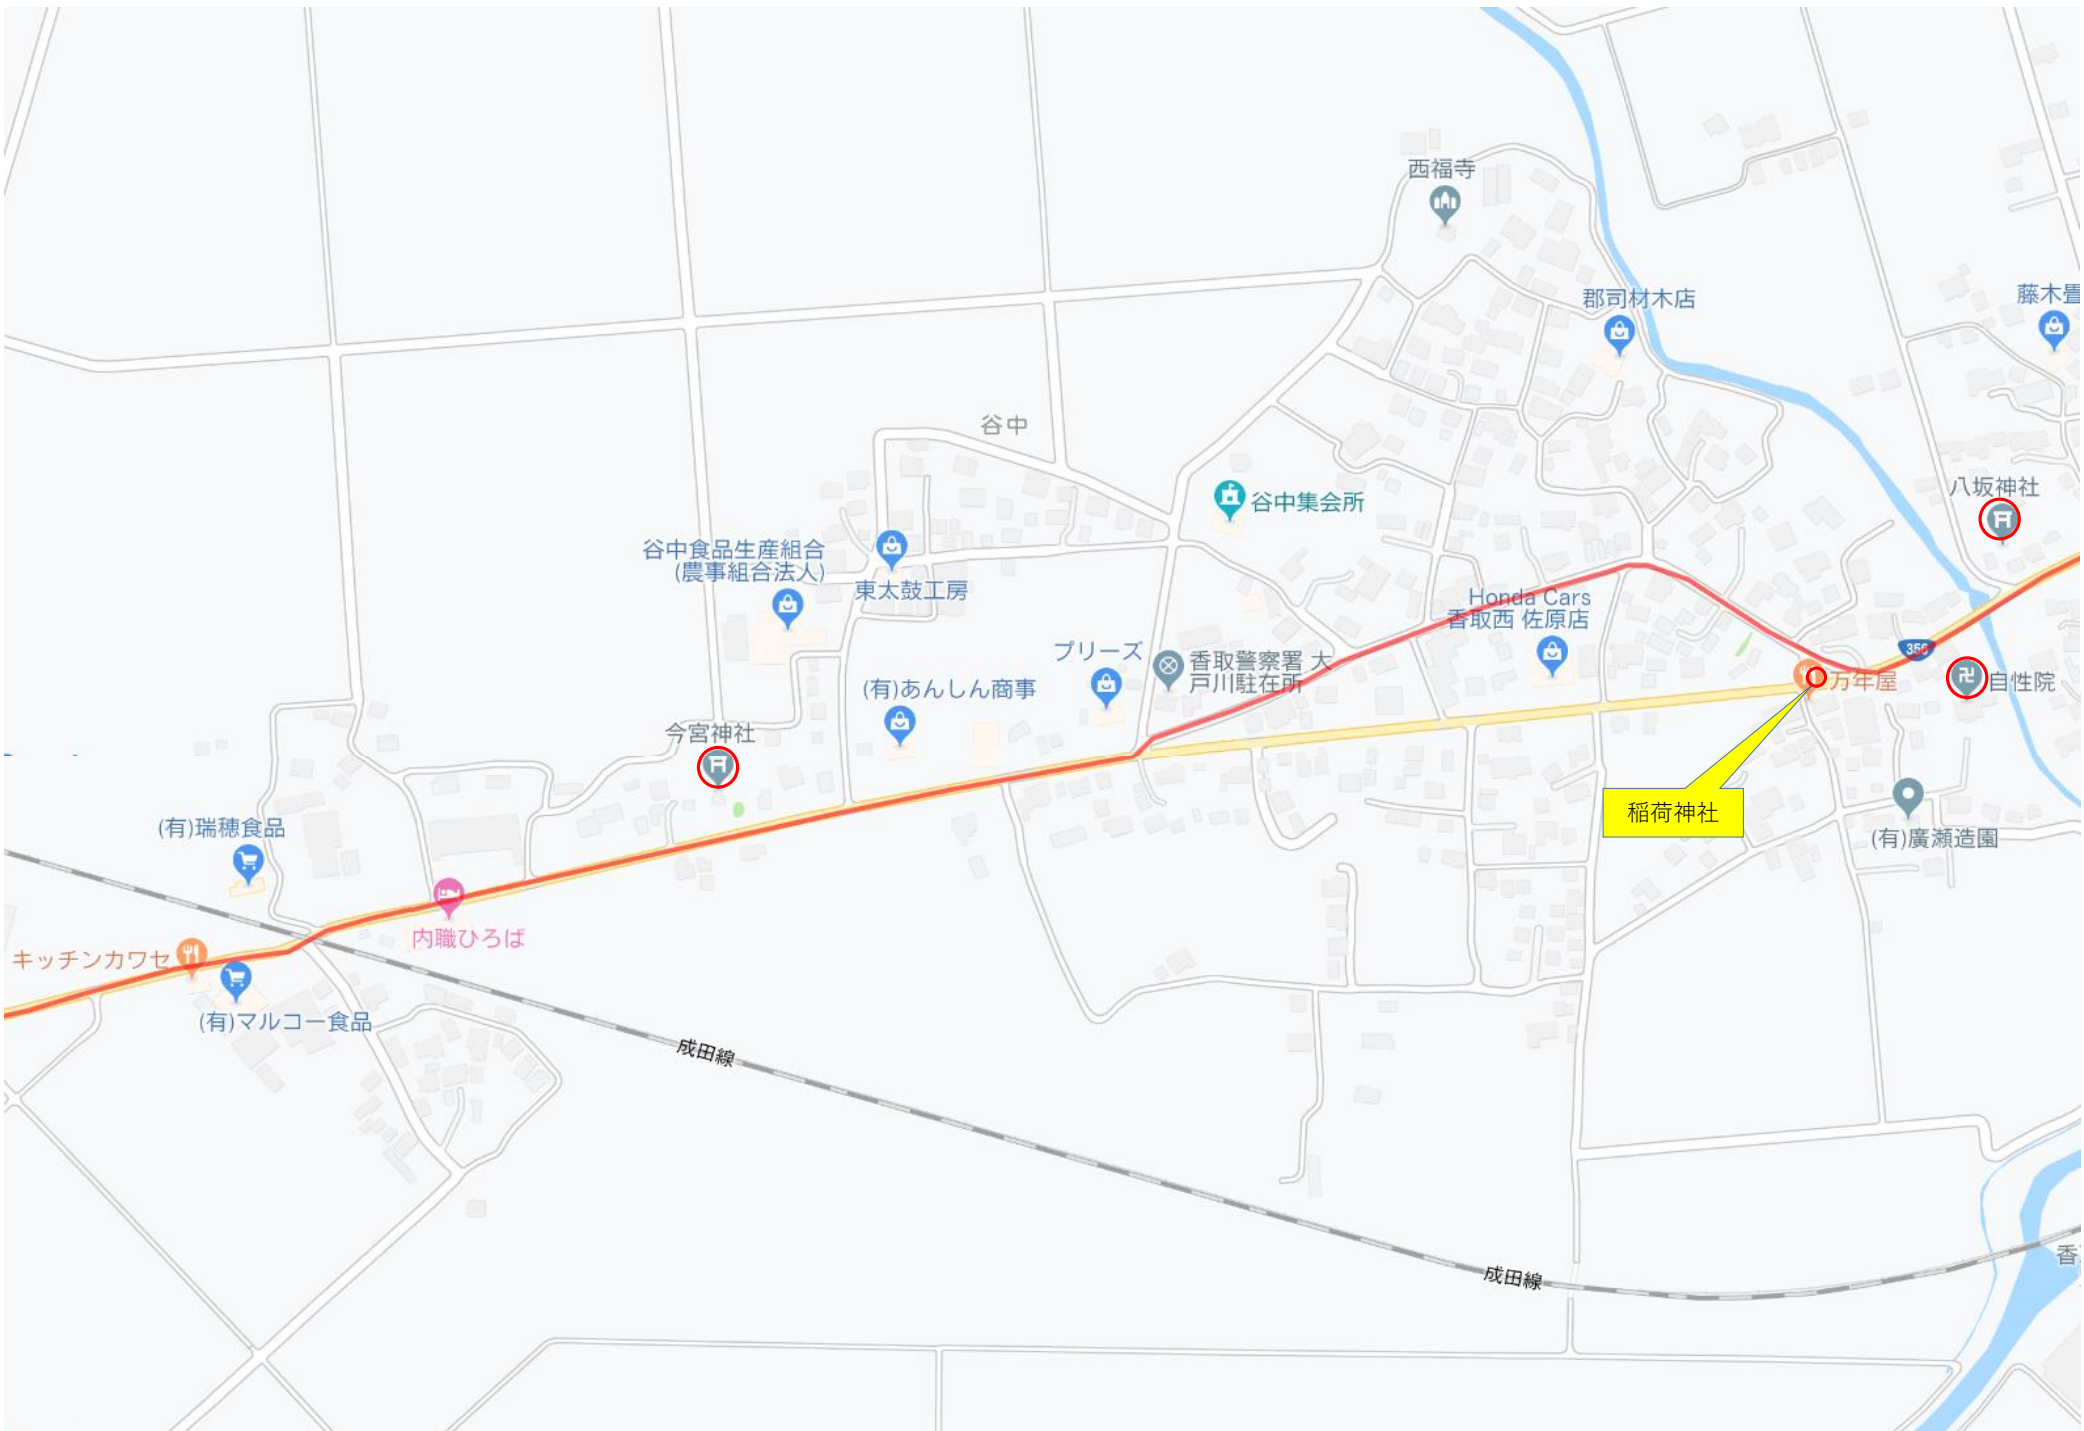 西福寺
郡司材木店
藤木畳
谷中
八坂神社
谷中集会所
谷中食品生産組合
(農事組合法人)
東太鼓工房
Honda Cars
香取西 佐原店
プリーズ
香取警察署 大
戸川駐在所
356
(有)あんしん商事
万年屋
自性院
今宮神社
稲荷神社
(有)瑞穂食品
(有)廣瀬造園
内職ひろば
キッチンカワセ
(有)マルコー食品
成田線
成田線
香